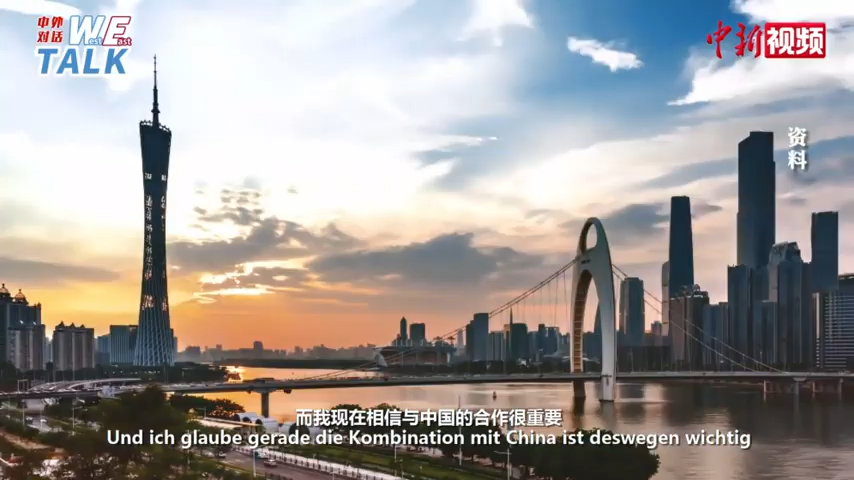 中外
对话
WE
West East
TALK
中新视频
资料
而我现在相信与中国的合作很重要
Und ich glaube gerade die Kombination mit China ist deswegen wichtig